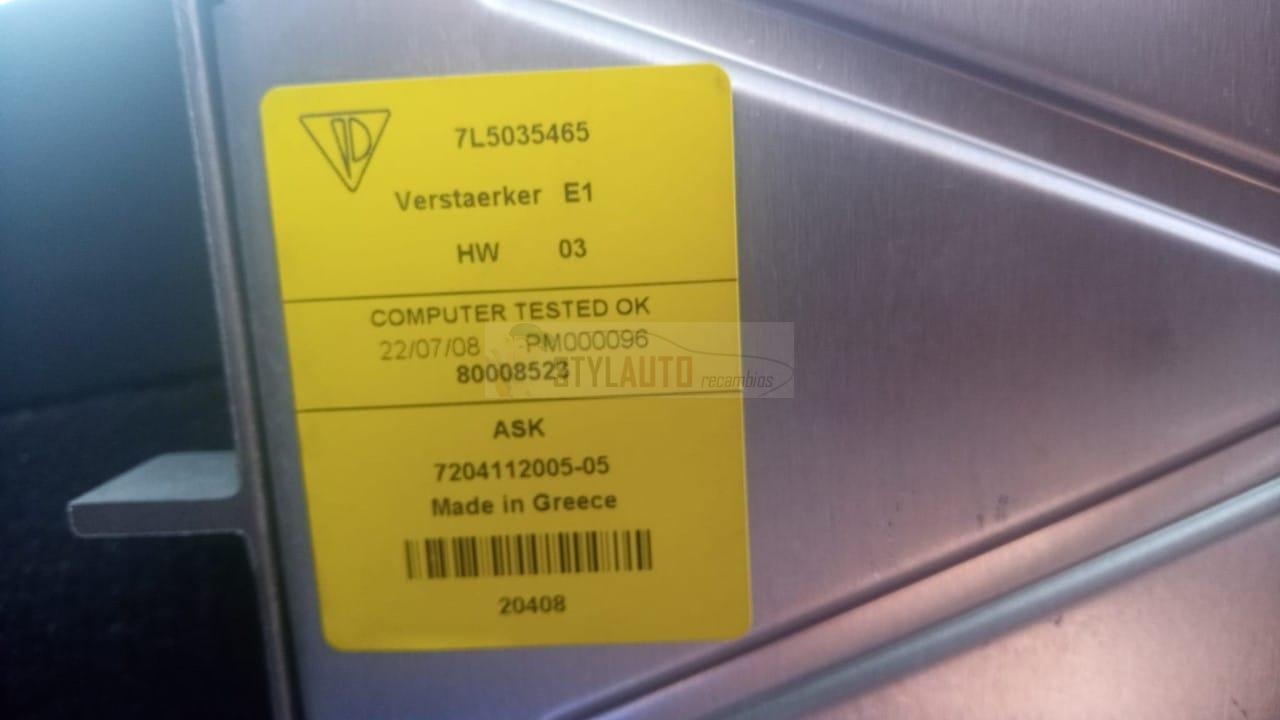 7L5035465
Verstaerker E1
HW 03
COMPUTER TESTED OK
22/07/08 PM000096
80008523
STYLAUTO recambios
ASK
7204112005-05
Made in Greece
20408